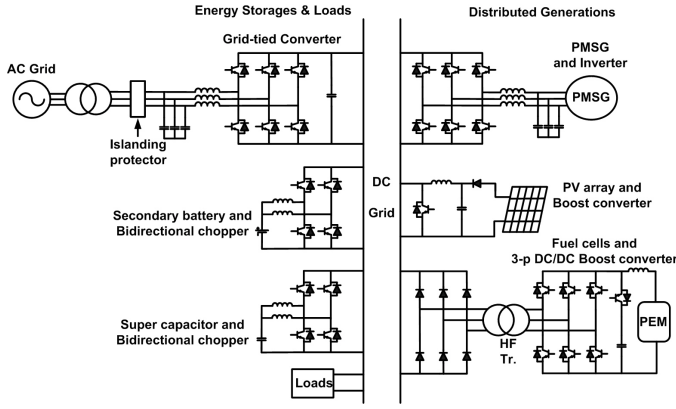 Energy Storages & Loads
Distributed Generations
Grid-tied Converter
AC Grid
Islanding
protector
PMSG
and Inverter
PMSG
DC
Grid
Secondary battery and
Bidirectional chopper
PV array and
Boost converter
Fuel cells and
3-p DC/DC Boost converter
Super capacitor and
Bidirectional chopper
HF
Tr.
PEM
Loads